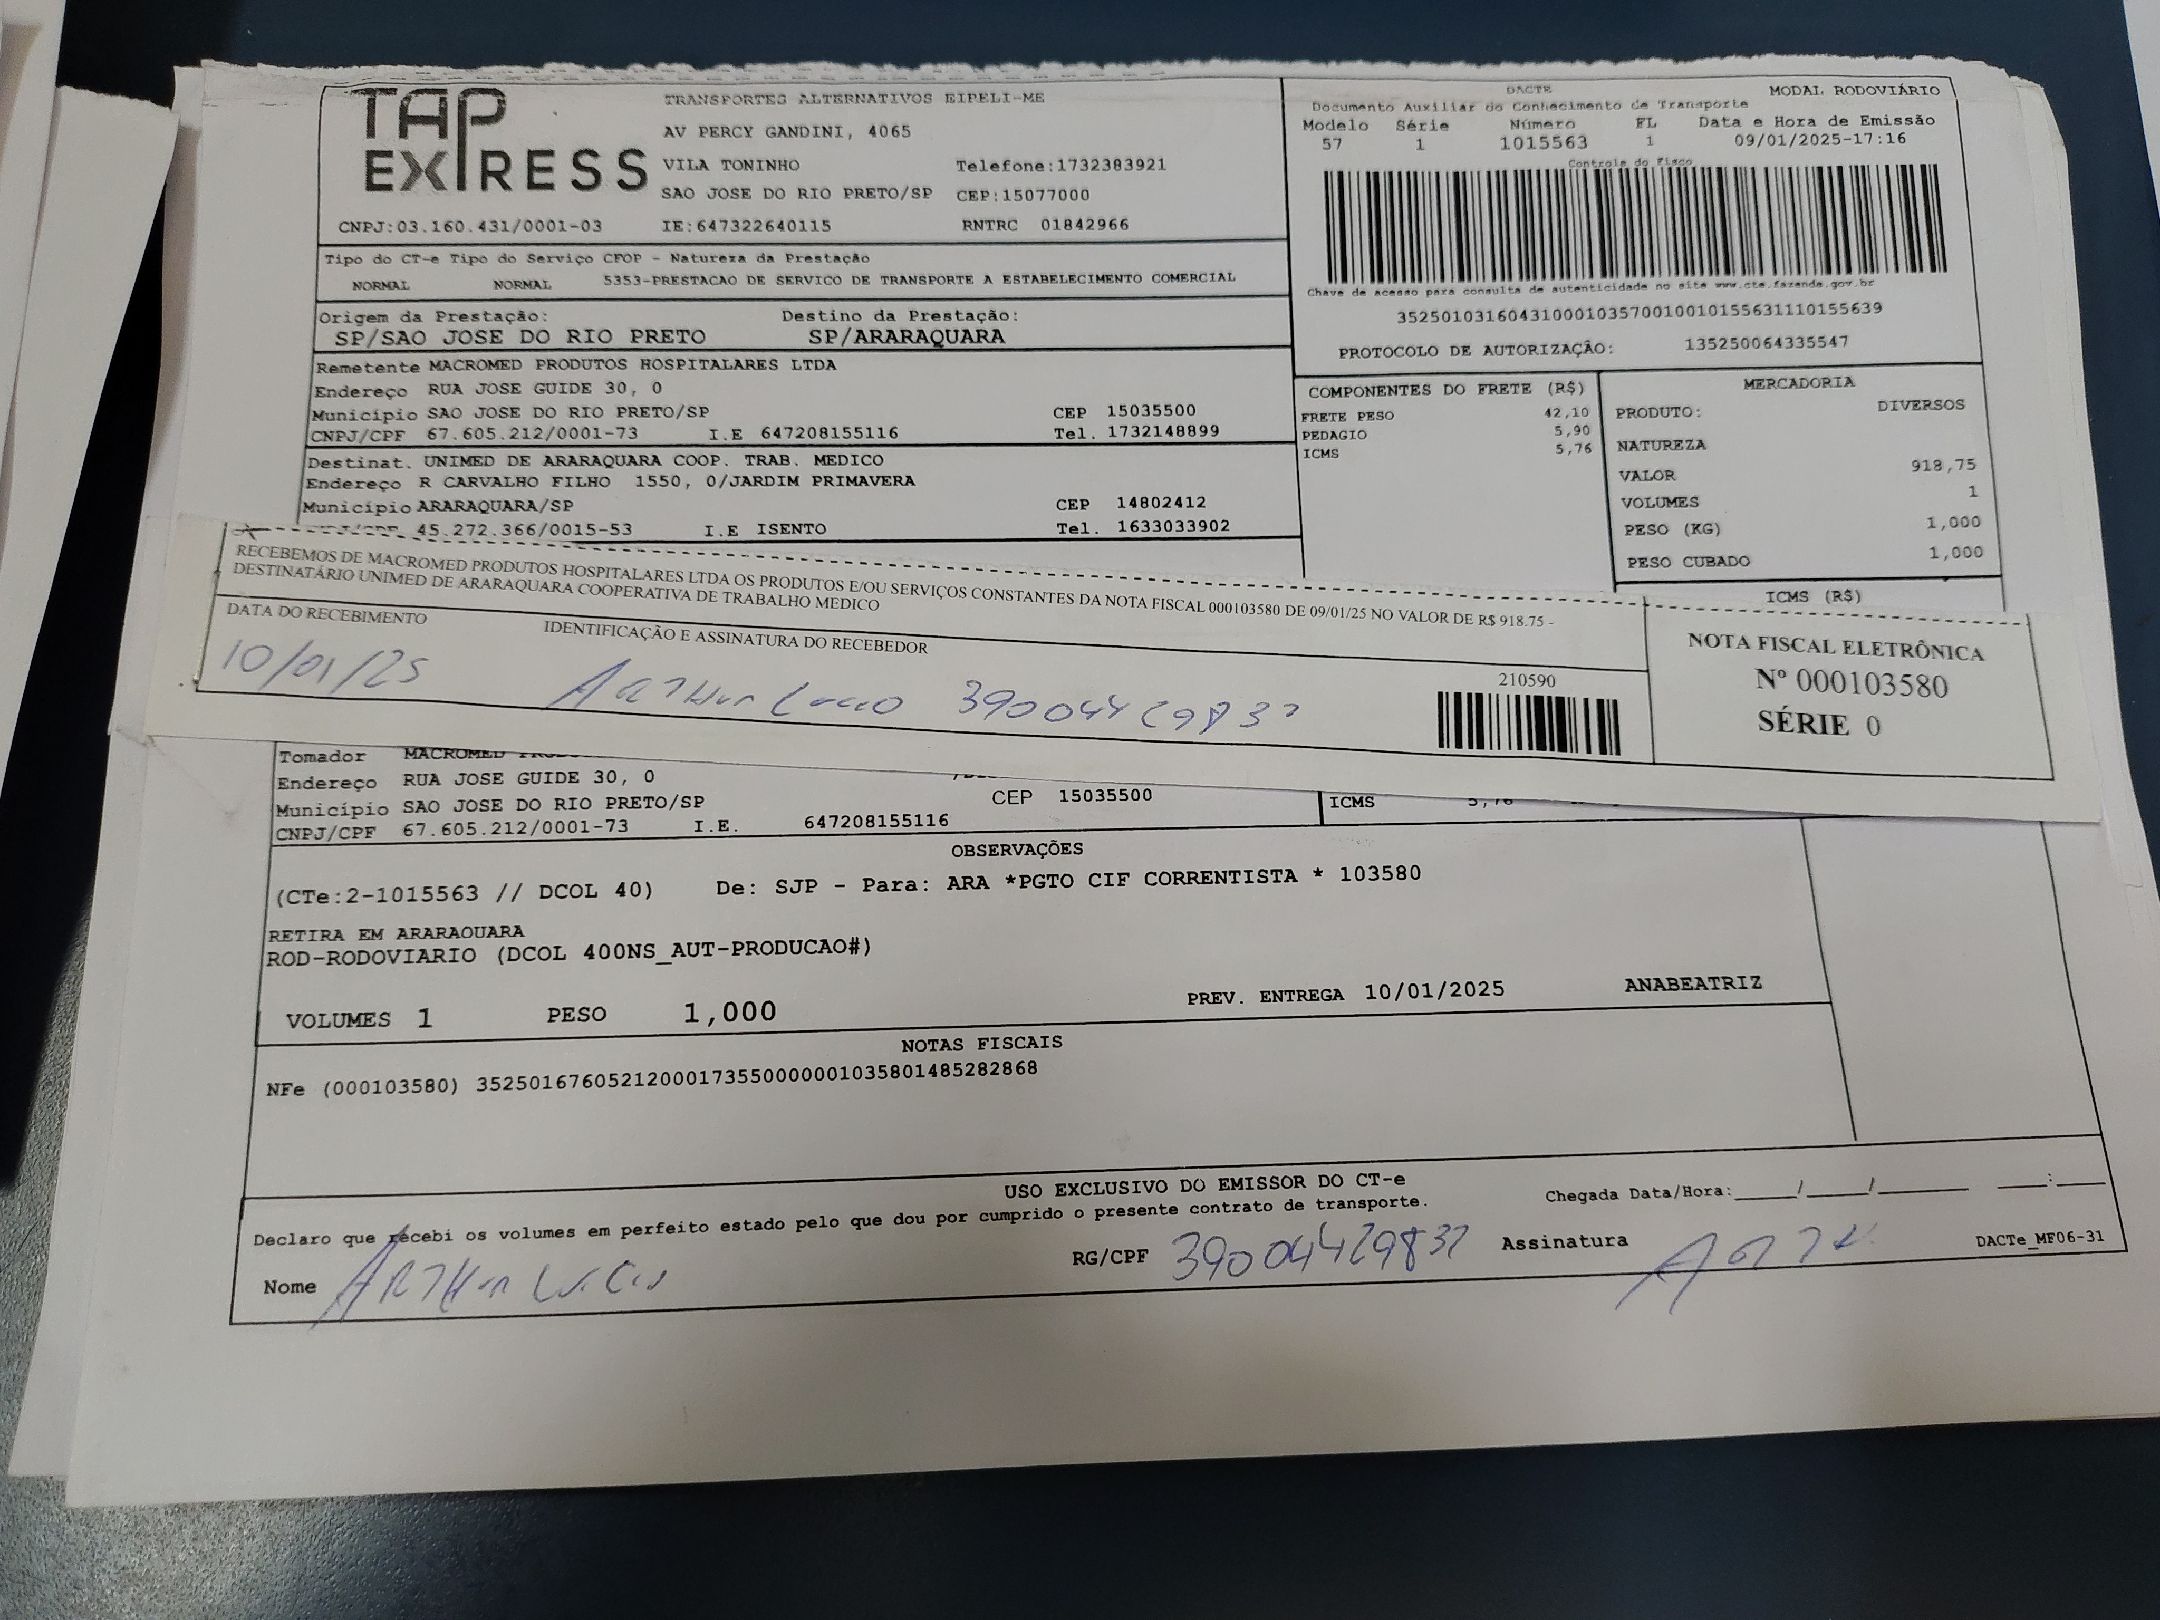 TAP EXPRESS
TRANSPORTES ALTERNATIVOS EIPELI-ME
AV PERCY GANDINI, 4065
VILA TONINHO Telefone:1732383921
SAO JOSE DO RIO PRETO/SP CEP:15077000
CNPJ:03.160.431/0001-03 IE:647322640115 RNTRC 01842966
DACTE MODAL RODOVIÁRIO
Documento Auxiliar do Conhecimento de Transporte
Modelo Série Número FL Data e Hora de Emissão
57 1 1015563 1 09/01/2025-17:16
Controle do Fisco
Chave de acesso para consulta de autenticidade no site www.cte.fazenda.gov.br
35250103160431000103570010010155631110155639
PROTOCOLO DE AUTORIZAÇÃO: 135250064335547
Tipo do CT-e Tipo do Serviço CFOP - Natureza da Prestação
NORMAL NORMAL 5353-PRESTACAO DE SERVICO DE TRANSPORTE A ESTABELECIMENTO COMERCIAL
Origem da Prestação: Destino da Prestação:
SP/SAO JOSE DO RIO PRETO SP/ARARAQUARA
Remetente MACROMED PRODUTOS HOSPITALARES LTDA
Endereço RUA JOSE GUIDE 30, 0
Município SAO JOSE DO RIO PRETO/SP CEP 15035500
CNPJ/CPF 67.605.212/0001-73 I.E 647208155116 Tel. 1732148899
Destinat. UNIMED DE ARARAQUARA COOP. TRAB. MEDICO
Endereço R CARVALHO FILHO 1550, 0/JARDIM PRIMAVERA
Município ARARAQUARA/SP CEP 14802412
45.272.366/0015-53 I.E ISENTO Tel. 1633033902
COMPONENTES DO FRETE (R$)
FRETE PESO 42,10
PEDAGIO 5,90
ICMS 5,76
MERCADORIA
PRODUTO: DIVERSOS
NATUREZA
VALOR 918,75
VOLUMES 1
PESO (KG) 1,000
PESO CUBADO 1,000
ICMS (R$)
RECEBEMOS DE MACROMED PRODUTOS HOSPITALARES LTDA OS PRODUTOS E/OU SERVIÇOS CONSTANTES DA NOTA FISCAL 000103580 DE 09/01/25 NO VALOR DE R$ 918.75 -
DESTINATÁRIO UNIMED DE ARARAQUARA COOPERATIVA DE TRABALHO MEDICO
DATA DO RECEBIMENTO IDENTIFICAÇÃO E ASSINATURA DO RECEBEDOR
10/01/25 ARTHUR 39004429837
210590
NOTA FISCAL ELETRÔNICA
Nº 000103580
SÉRIE 0
Tomador MACROMED
Endereço RUA JOSE GUIDE 30, 0
Município SAO JOSE DO RIO PRETO/SP CEP 15035500
CNPJ/CPF 67.605.212/0001-73 I.E. 647208155116
ICMS 5,76
OBSERVAÇÕES
(CTe:2-1015563 // DCOL 40) De: SJP - Para: ARA *PGTO CIF CORRENTISTA * 103580
RETIRA EM ARARAQUARA
ROD-RODOVIARIO (DCOL 400NS_AUT-PRODUCAO#)
VOLUMES 1 PESO 1,000 PREV. ENTREGA 10/01/2025 ANABEATRIZ
NOTAS FISCAIS
NFe (000103580) 35250167605212000173550000001035801485282868
USO EXCLUSIVO DO EMISSOR DO CT-e
Declaro que recebi os volumes em perfeito estado pelo que dou por cumprido o presente contrato de transporte.
Chegada Data/Hora:____/____/______ ___:___
Nome ARTHUR RG/CPF 39004429837 Assinatura
DACTe_MF06-31